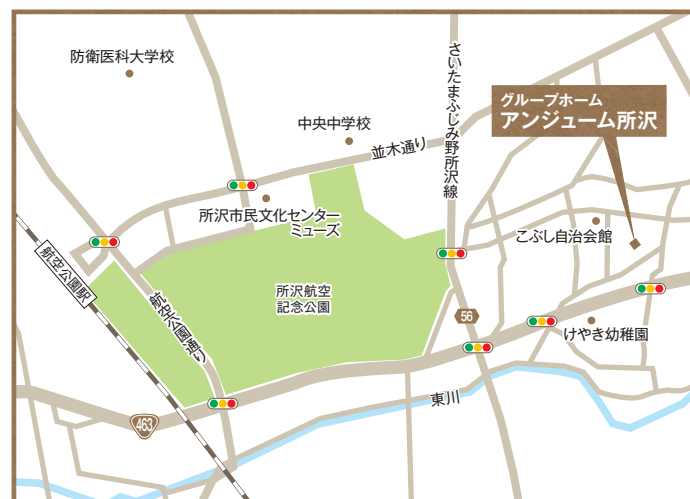 防衛医科大学校
中央中学校
並木通り
さいたまふじみ野所沢線
グループホーム
アンジューム所沢
所沢市民文化センター
ミューズ
こぶし自治会館
航空公園駅
航空公園通り
所沢航空
記念公園
56
けやき幼稚園
東川
463